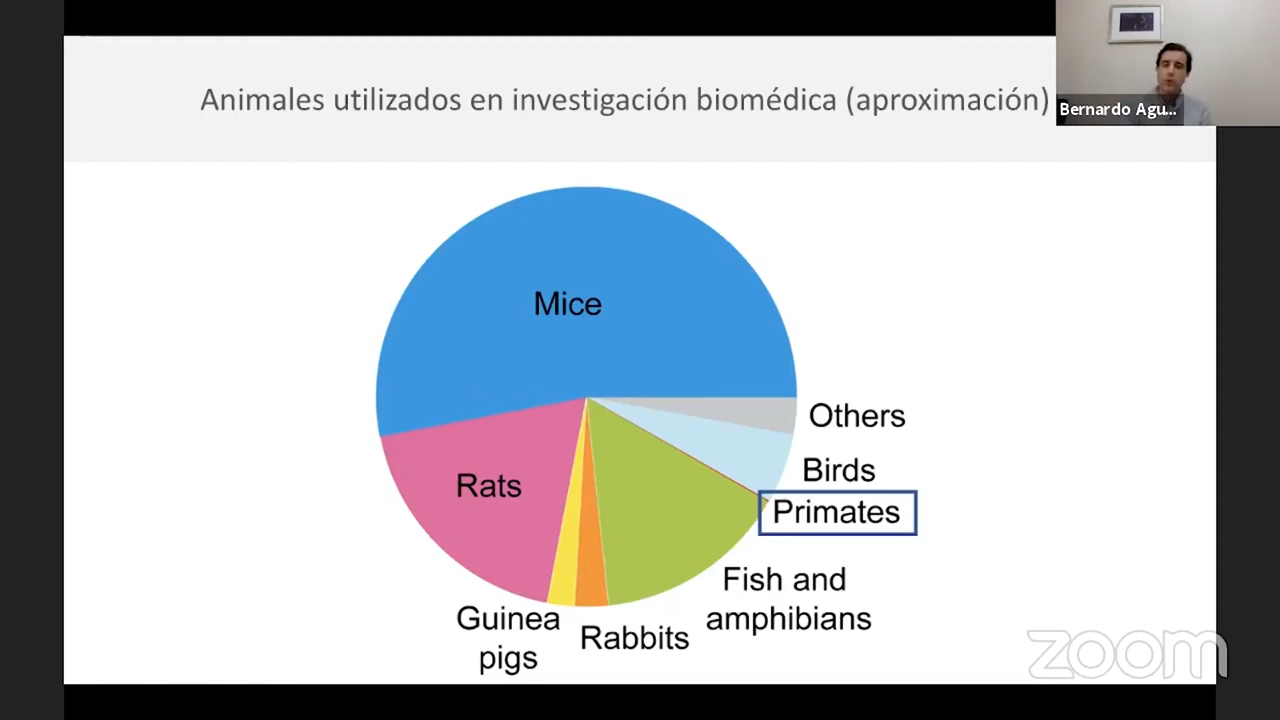 Animales utilizados en investigación biomédica (aproximación)
Bernardo Agu...
Mice
Others
Birds
Rats
Primates
Fish and
amphibians
Guinea
pigs
Rabbits
zoom